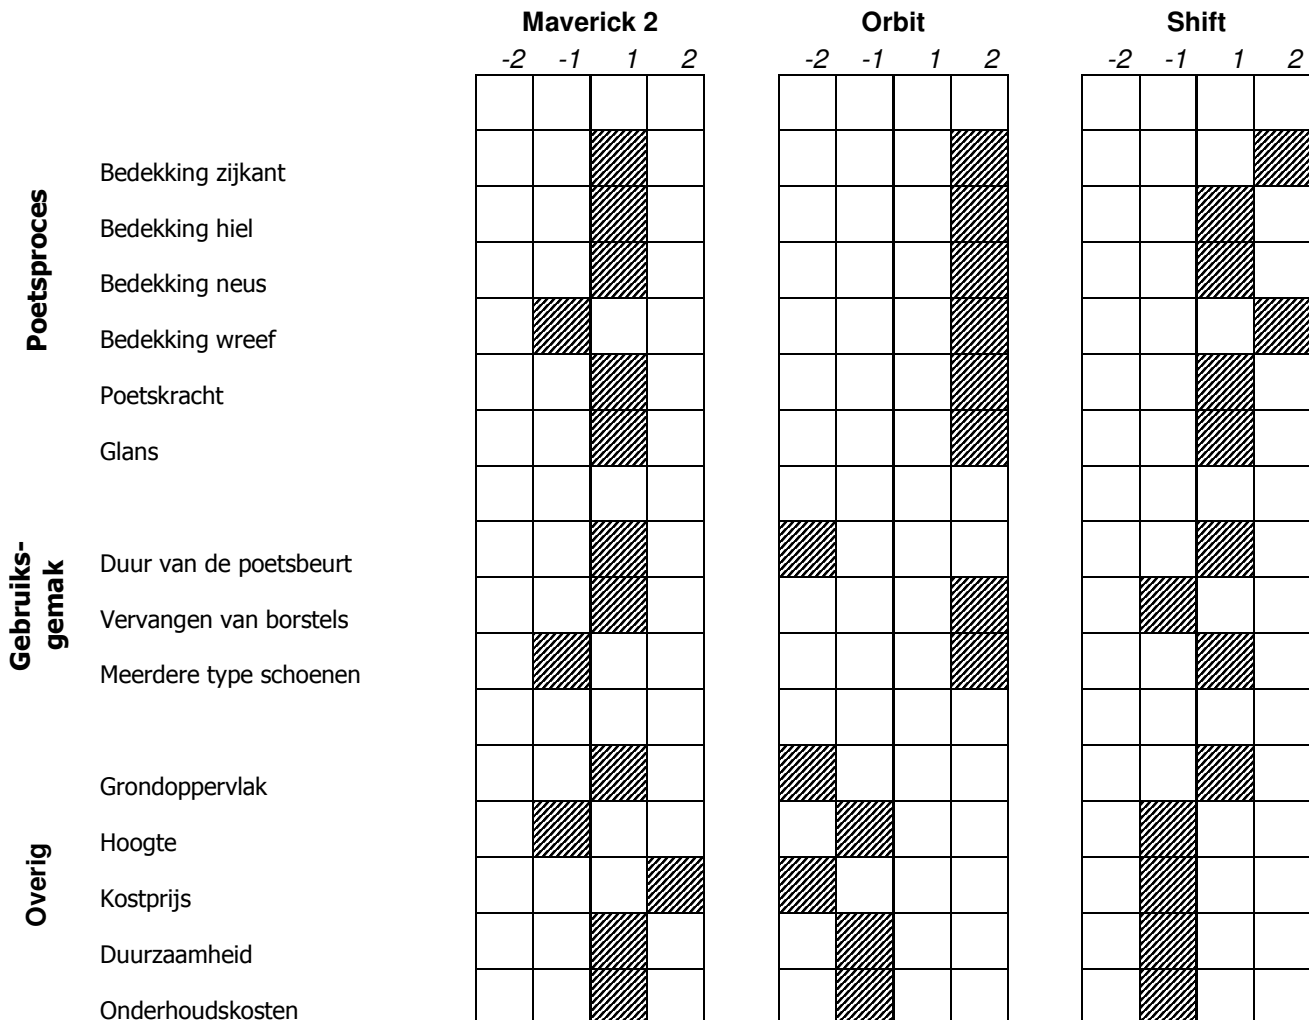 Maverick 2 Orbit Shift
-2 -1 1 2 -2 -1 1 2 -2 -1 1 2
Poetsproces
Bedekking zijkant
Bedekking hiel
Bedekking neus
Bedekking wreef
Poetskracht
Glans
Gebruiks-
gemak
Duur van de poetsbeurt
Vervangen van borstels
Meerdere type schoenen
Overig
Grondoppervlak
Hoogte
Kostprijs
Duurzaamheid
Onderhoudskosten